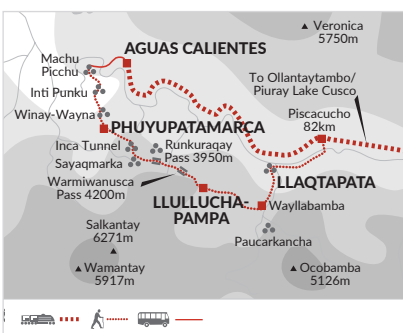 Veronica
5750m
AGUAS CALIENTES
Machu
Picchu
To Ollantaytambo/
Piuray Lake Cusco
Inti Punku
Piscacucho
82km
Winay-Wayna
PHUYUPATAMARCA
Inca Tunnel
Runkuraqay
Pass 3950m
Sayaqmarka
Warmiwanusca
Pass 4200m
LLAQTAPATA
LLULLUCHA-
PAMPA
Wayllabamba
Salkantay
6271m
Paucarkancha
Wamantay
5917m
Ocobamba
5126m